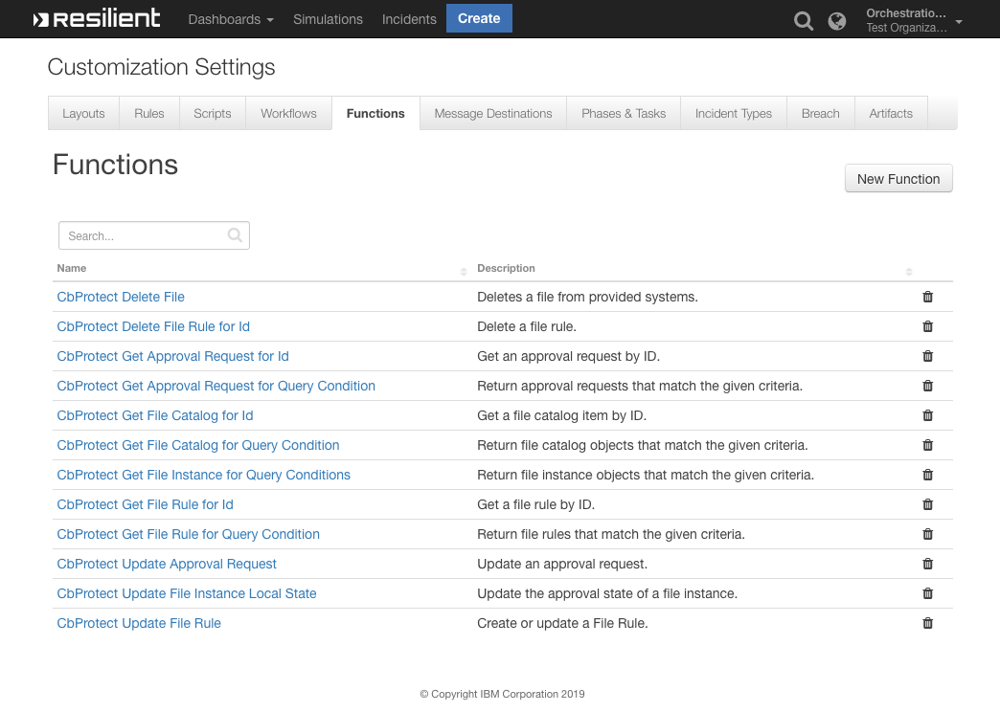 resilient Dashboards Simulations Incidents Create Orchestratio...
Test Organiza...
Customization Settings
Layouts Rules Scripts Workflows Functions Message Destinations Phases & Tasks Incident Types Breach Artifacts
Functions
New Function
Search...
Name Description
CbProtect Delete File Deletes a file from provided systems.
CbProtect Delete File Rule for Id Delete a file rule.
CbProtect Get Approval Request for Id Get an approval request by ID.
CbProtect Get Approval Request for Query Condition Return approval requests that match the given criteria.
CbProtect Get File Catalog for Id Get a file catalog item by ID.
CbProtect Get File Catalog for Query Condition Return file catalog objects that match the given criteria.
CbProtect Get File Instance for Query Conditions Return file instance objects that match the given criteria.
CbProtect Get File Rule for Id Get a file rule by ID.
CbProtect Get File Rule for Query Condition Return file rules that match the given criteria.
CbProtect Update Approval Request Update an approval request.
CbProtect Update File Instance Local State Update the approval state of a file instance.
CbProtect Update File Rule Create or update a File Rule.
© Copyright IBM Corporation 2019